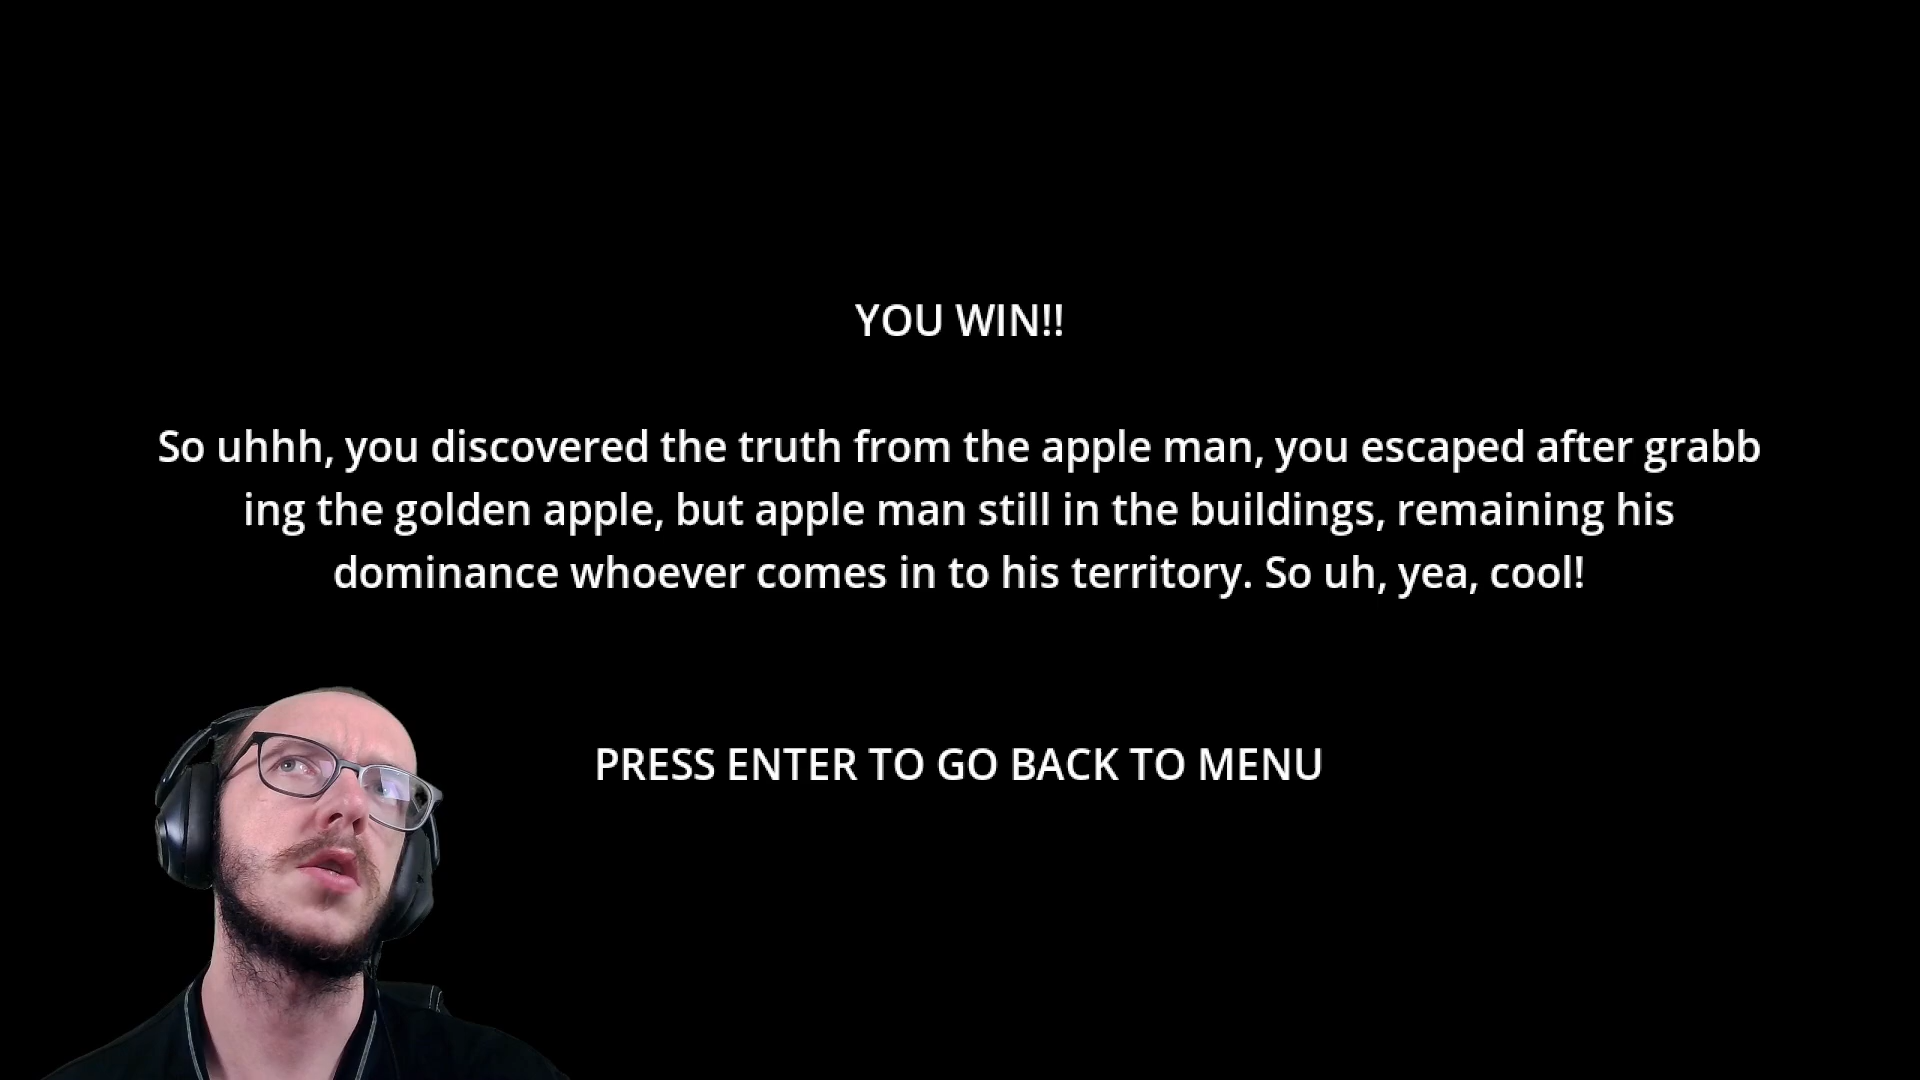 YOU WIN!!
So uhhh, you discovered the truth from the apple man, you escaped after grabb
ing the golden apple, but apple man still in the buildings, remaining his
dominance whoever comes in to his territory. So uh, yea, cool!
PRESS ENTER TO GO BACK TO MENU